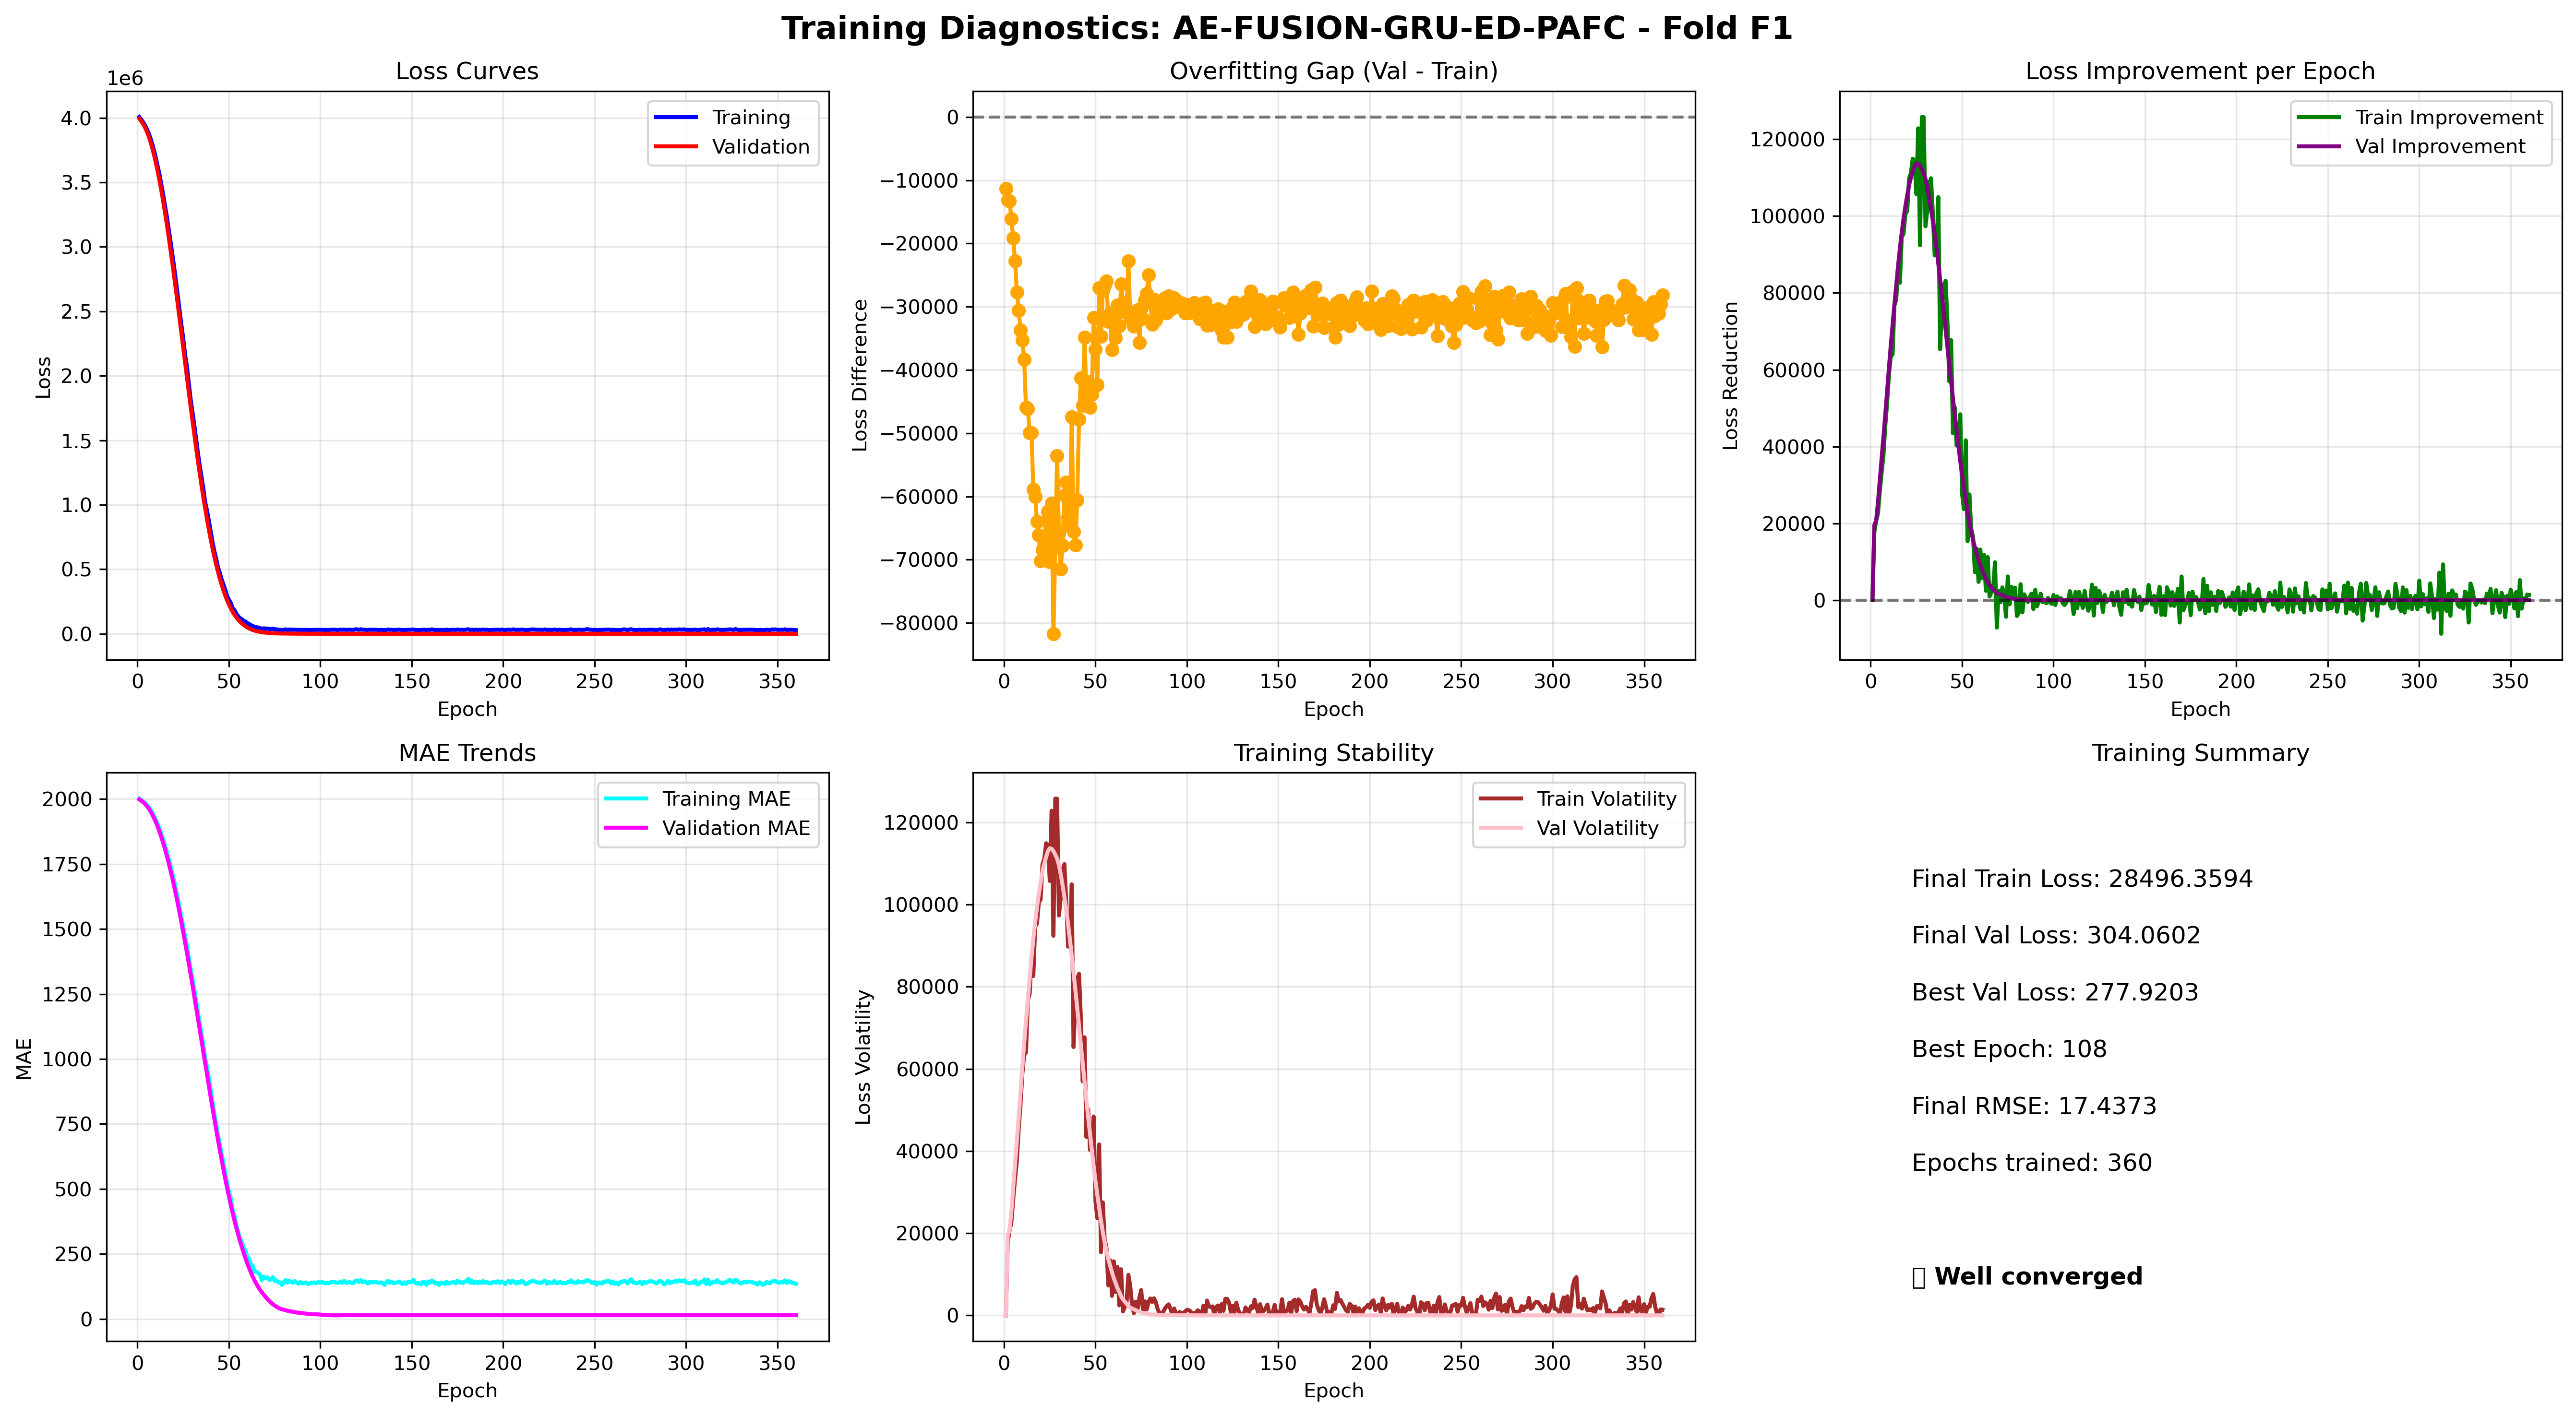 Training Diagnostics: AE-FUSION-GRU-ED-PAFC - Fold F1
Loss Curves
1e6
4.0
3.5
3.0
2.5
2.0
1.5
1.0
0.5
0.0
Loss
0 50 100 150 200 250 300 350
Epoch
Training
Validation
Overfitting Gap (Val - Train)
0
−10000
−20000
−30000
−40000
−50000
−60000
−70000
−80000
Loss Difference
0 50 100 150 200 250 300 350
Epoch
Loss Improvement per Epoch
120000
100000
80000
60000
40000
20000
0
Loss Reduction
0 50 100 150 200 250 300 350
Epoch
Train Improvement
Val Improvement
MAE Trends
2000
1750
1500
1250
1000
750
500
250
0
MAE
0 50 100 150 200 250 300 350
Epoch
Training MAE
Validation MAE
Training Stability
120000
100000
80000
60000
40000
20000
0
Loss Volatility
0 50 100 150 200 250 300 350
Epoch
Train Volatility
Val Volatility
Training Summary
Final Train Loss: 28496.3594
Final Val Loss: 304.0602
Best Val Loss: 277.9203
Best Epoch: 108
Final RMSE: 17.4373
Epochs trained: 360
Well converged